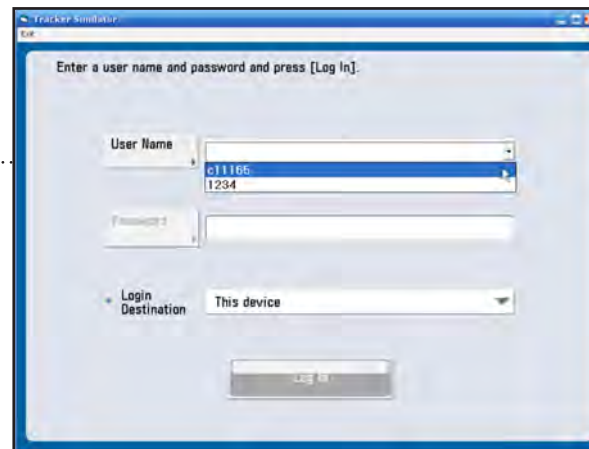 Tracker Simulator
Exit
Enter a user name and password and press [Log In].
User Name
c11165
1234
Password
Login
Destination
This device
Log In